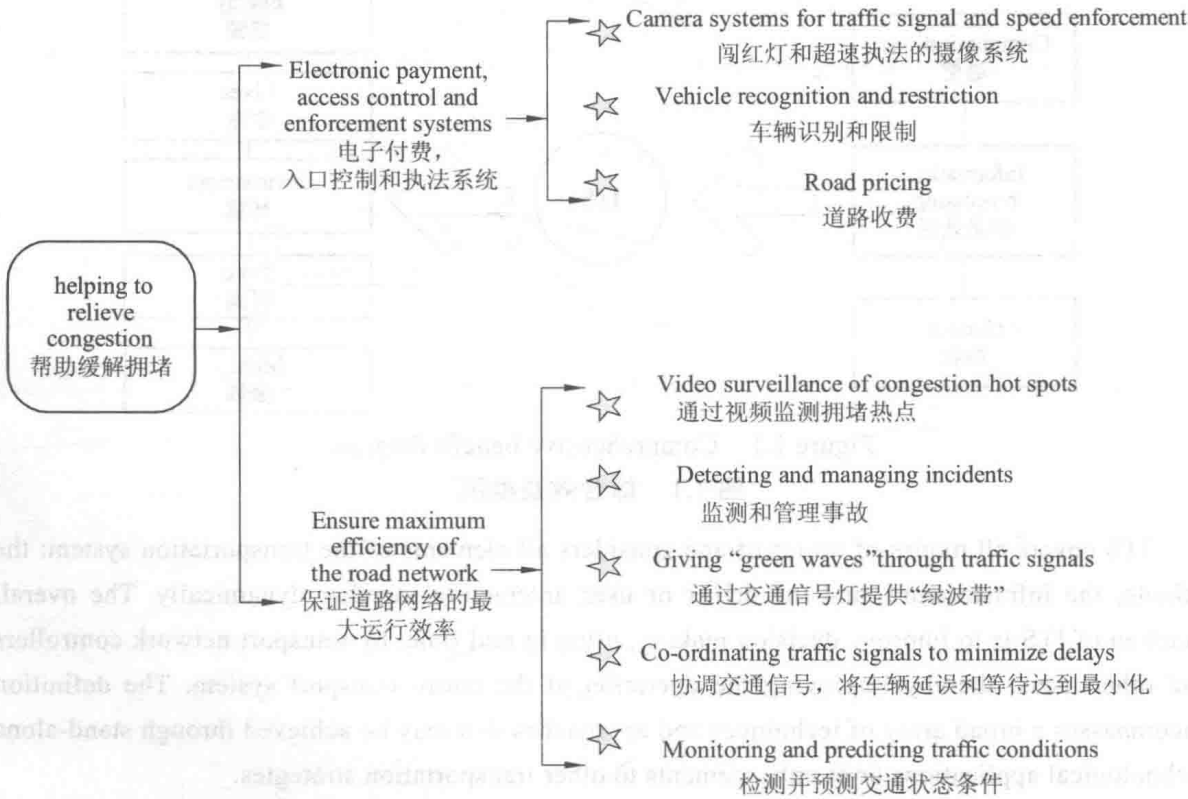 helping to
relieve
congestion
帮助缓解拥堵
Electronic payment,
access control and
enforcement systems
电子付费，
入口控制和执法系统
Camera systems for traffic signal and speed enforcement
闯红灯和超速执法的摄像系统
Vehicle recognition and restriction
车辆识别和限制
Road pricing
道路收费
Ensure maximum
efficiency of
the road network
保证道路网络的最
大运行效率
Video surveillance of congestion hot spots
通过视频监测拥堵热点
Detecting and managing incidents
监测和管理事故
Giving “green waves”through traffic signals
通过交通信号灯提供“绿波带”
Co-ordinating traffic signals to minimize delays
协调交通信号，将车辆延误和等待达到最小化
Monitoring and predicting traffic conditions
检测并预测交通状态条件